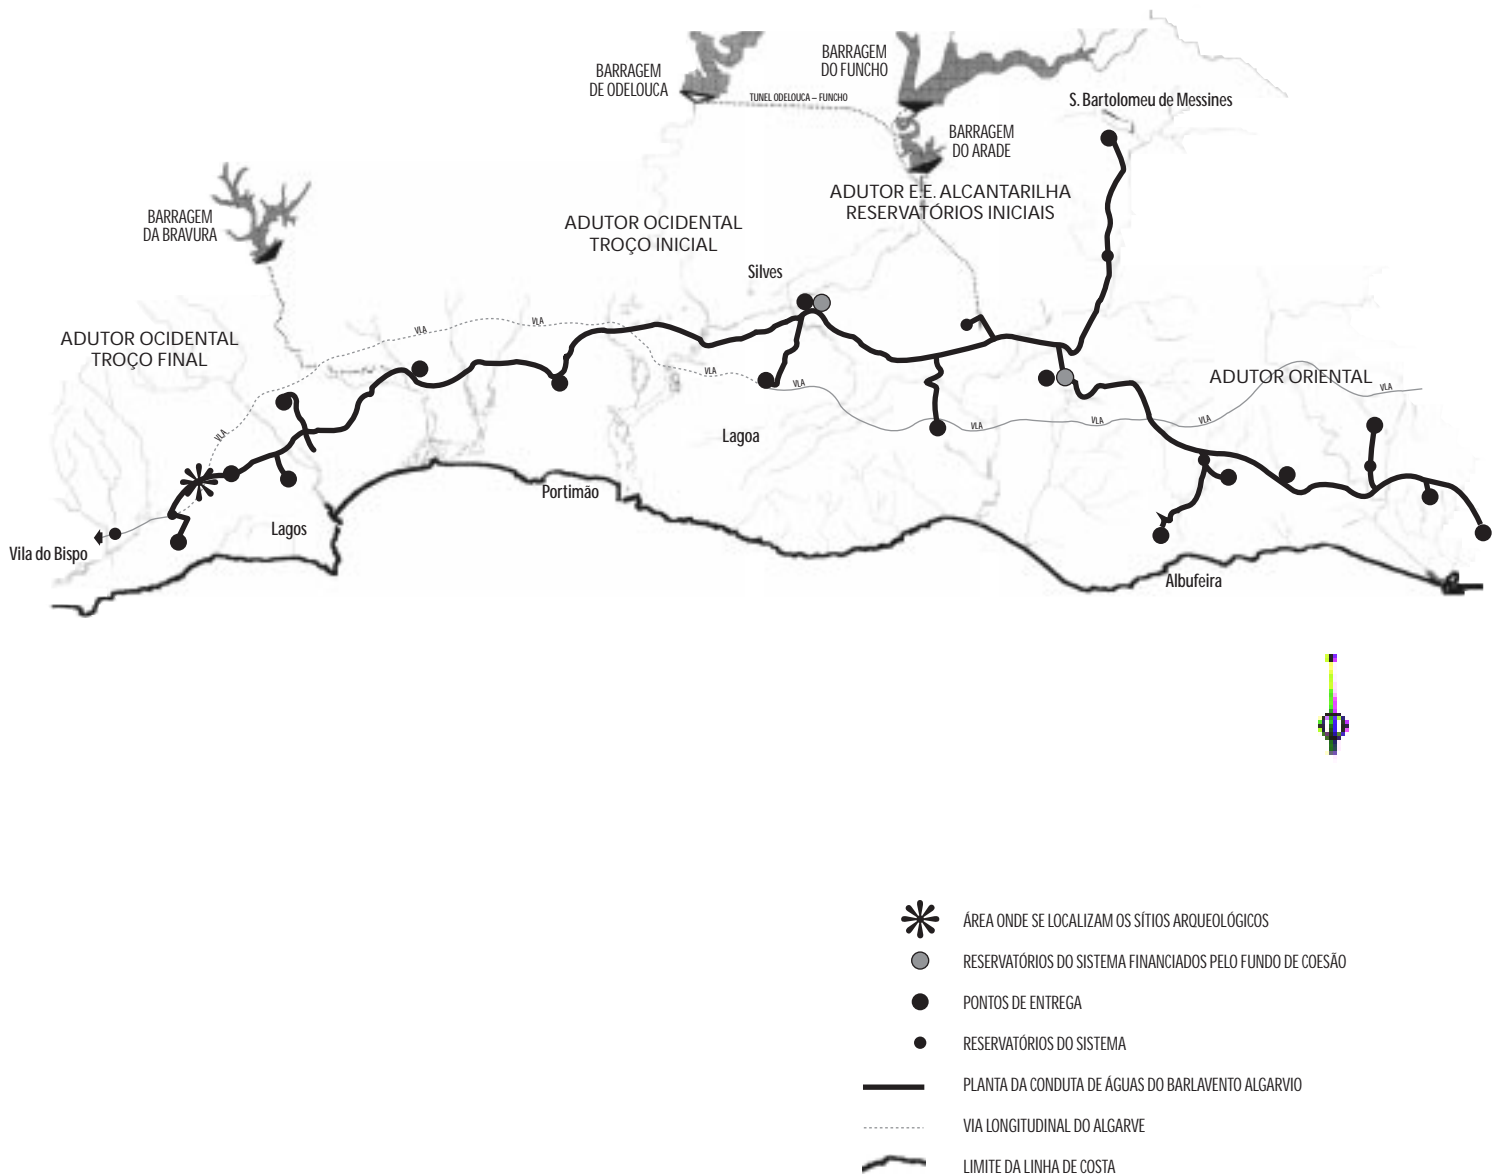 BARRAGEM
DE ODELOUCA
BARRAGEM
DO FUNCHO
TUNEL ODELOUCA – FUNCHO
S. Bartolomeu de Messines
BARRAGEM
DO ARADE
ADUTOR E.E. ALCANTARILHA
RESERVATÓRIOS INICIAIS
BARRAGEM
DA BRAVURA
ADUTOR OCIDENTAL
TROÇO INICIAL
Silves
ADUTOR OCIDENTAL
TROÇO FINAL
VLA
VLA
VLA
VLA
ADUTOR ORIENTAL
VLA
VLA
VLA
VLA
VLA
Lagoa
Portimão
Lagos
Vila do Bispo
Albufeira
ÁREA ONDE SE LOCALIZAM OS SÍTIOS ARQUEOLÓGICOS
RESERVATÓRIOS DO SISTEMA FINANCIADOS PELO FUNDO DE COESÃO
PONTOS DE ENTREGA
RESERVATÓRIOS DO SISTEMA
PLANTA DA CONDUTA DE ÁGUAS DO BARLAVENTO ALGARVIO
VIA LONGITUDINAL DO ALGARVE
LIMITE DA LINHA DE COSTA